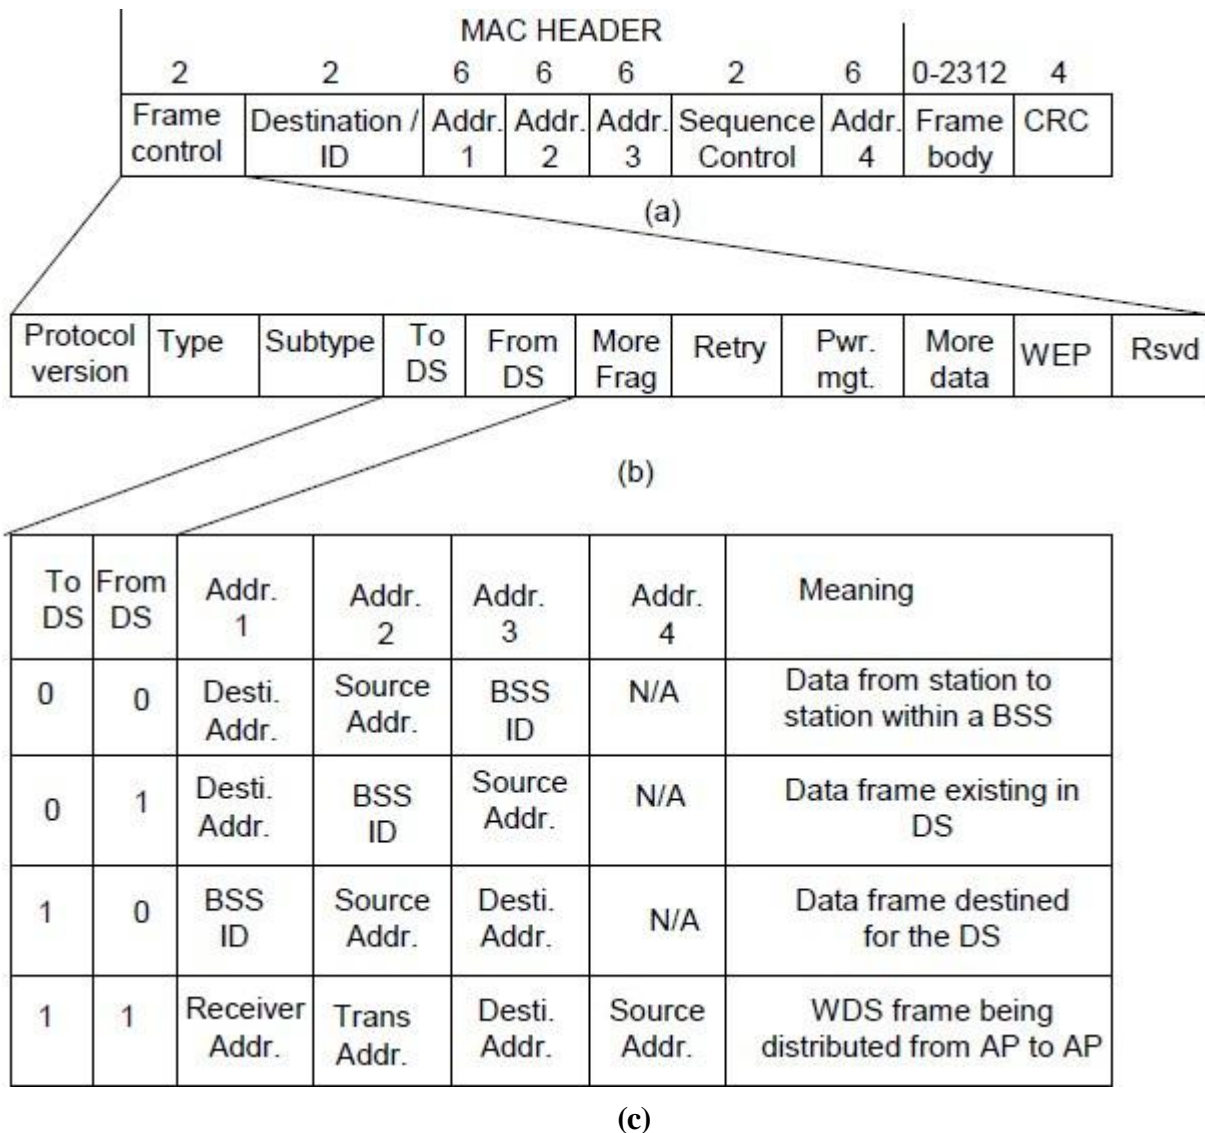 MAC HEADER
2 2 6 6 6 2 6 0-2312 4
Frame control
Destination / ID
Addr. 1
Addr. 2
Addr. 3
Sequence Control
Addr. 4
Frame body
CRC
(a)
Protocol version
Type
Subtype
To DS
From DS
More Frag
Retry
Pwr. mgt.
More data
WEP
Rsvd
(b)
To DS
From DS
Addr. 1
Addr. 2
Addr. 3
Addr. 4
Meaning
0
0
Desti. Addr.
Source Addr.
BSS ID
N/A
Data from station to
station within a BSS
0
1
Desti. Addr.
BSS ID
Source Addr.
N/A
Data frame existing in
DS
1
0
BSS ID
Source Addr.
Desti. Addr.
N/A
Data frame destined
for the DS
1
1
Receiver Addr.
Trans Addr.
Desti. Addr.
Source Addr.
WDS frame being
distributed from AP to AP
(c)